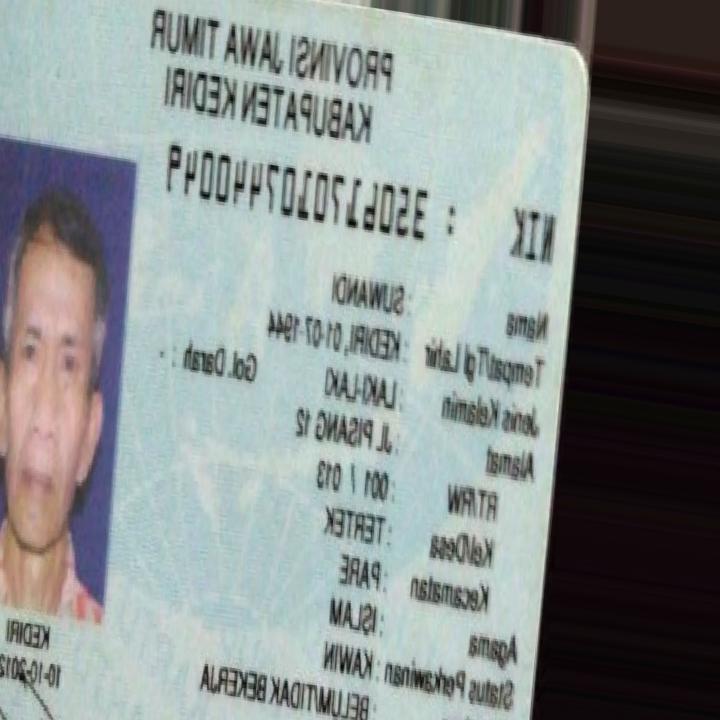 PROVINSI JAWA TIMUR
KABUPATEN KEDIRI
NIK : 3506170107440049
Nama : SUWANDI
Tempat/Tgl Lahir : KEDIRI, 01-07-1944
Jenis Kelamin : LAKI-LAKI Gol. Darah : -
Alamat : JL PISANG 12
RT/RW : 001 / 013
Kel/Desa : TERTEK
Kecamatan : PARE
Agama : ISLAM
Status Perkawinan : KAWIN
BELUM/TIDAK BEKERJA
KEDIRI
10-10-2012